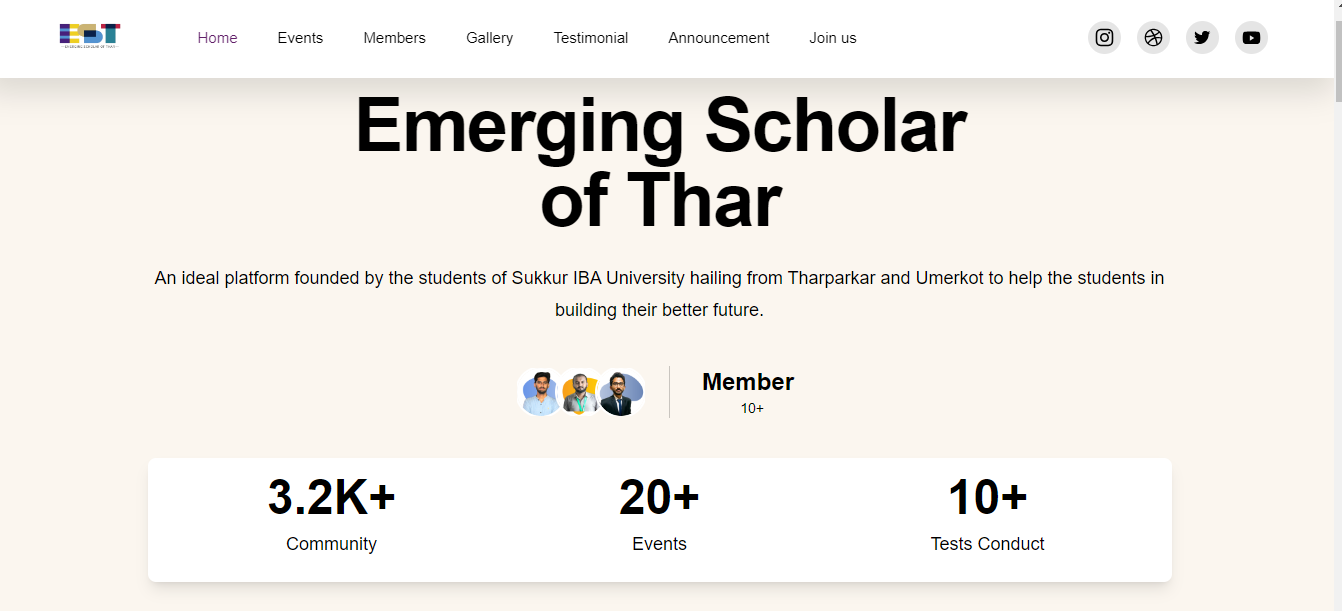 EST
EMERGING SCHOLAR OF THAR
Home Events Members Gallery Testimonial Announcement Join us
Emerging Scholar
of Thar
An ideal platform founded by the students of Sukkur IBA University hailing from Tharparkar and Umerkot to help the students in
building their better future.
Member
10+
3.2K+ 20+ 10+
Community Events Tests Conduct